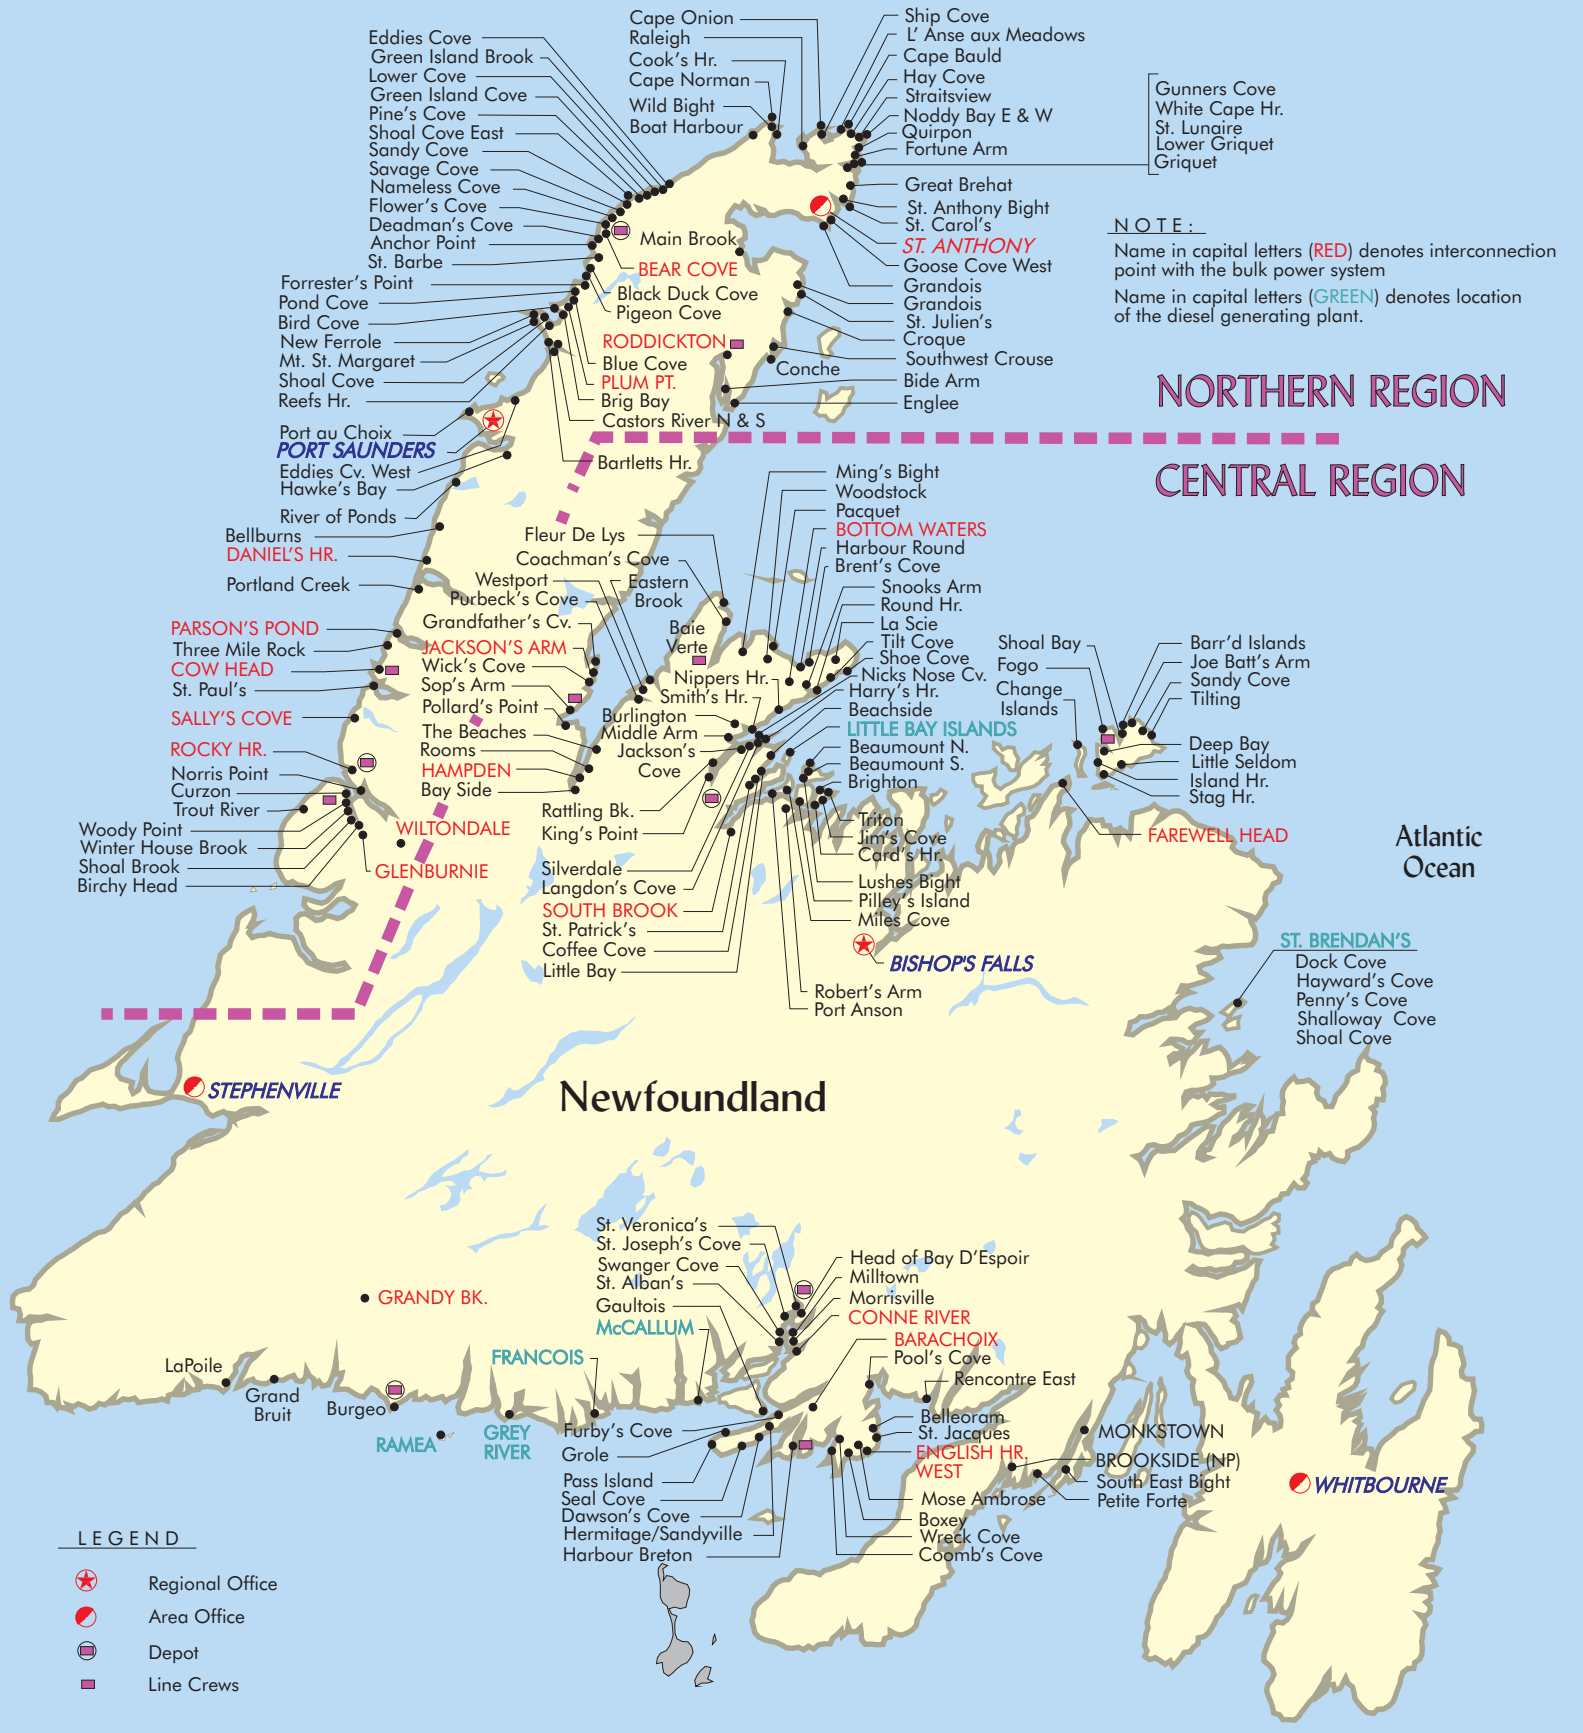 Cape Onion
Raleigh
Cook's Hr.
Cape Norman
Wild Bight
Boat Harbour
Ship Cove
L' Anse aux Meadows
Cape Bauld
Hay Cove
Straitsview
Noddy Bay E & W
Quirpon
Fortune Arm
Gunners Cove
White Cape Hr.
St. Lunaire
Lower Griquet
Griquet
Great Brehat
St. Anthony Bight
St. Carol's
ST. ANTHONY
Goose Cove West
Grandois
Grandois
St. Julien's
Croque
Southwest Crouse
Conche
Bide Arm
Englee
Eddies Cove
Green Island Brook
Lower Cove
Green Island Cove
Pine's Cove
Shoal Cove East
Sandy Cove
Savage Cove
Nameless Cove
Flower's Cove
Deadman's Cove
Anchor Point
St. Barbe
Forrester's Point
Pond Cove
Bird Cove
New Ferrole
Mt. St. Margaret
Shoal Cove
Reefs Hr.
Port au Choix
PORT SAUNDERS
Eddies Cv. West
Hawke's Bay
River of Ponds
Bellburns
DANIEL'S HR.
Portland Creek
Main Brook
BEAR COVE
Black Duck Cove
Pigeon Cove
RODDICKTON
Blue Cove
PLUM PT.
Brig Bay
Castors River N & S
Bartletts Hr.
NOTE:
Name in capital letters (RED) denotes interconnection
point with the bulk power system
Name in capital letters (GREEN) denotes location
of the diesel generating plant.
NORTHERN REGION
CENTRAL REGION
PARSON'S POND
Three Mile Rock
COW HEAD
St. Paul's
SALLY'S COVE
ROCKY HR.
Norris Point
Curzon
Trout River
Woody Point
Winter House Brook
Shoal Brook
Birchy Head
WILTONDALE
GLENBURNIE
Fleur De Lys
Coachman's Cove
Westport
Eastern
Brook
Purbeck's Cove
Grandfather's Cv.
JACKSON'S ARM
Wick's Cove
Sop's Arm
Pollard's Point
The Beaches
Rooms
HAMPDEN
Bay Side
Baie
Verte
Nippers Hr.
Smith's Hr.
Burlington
Middle Arm
Jackson's
Cove
Rattling Bk.
King's Point
Silverdale
Langdon's Cove
SOUTH BROOK
St. Patrick's
Coffee Cove
Little Bay
Ming's Bight
Woodstock
Pacquet
BOTTOM WATERS
Harbour Round
Brent's Cove
Snooks Arm
Round Hr.
La Scie
Tilt Cove
Shoe Cove
Nicks Nose Cv.
Harry's Hr.
Beachside
LITTLE BAY ISLANDS
Beaumount N.
Beaumount S.
Brighton
Triton
Jim's Cove
Card's Hr.
Lushes Bight
Pilley's Island
Miles Cove
BISHOP'S FALLS
Robert's Arm
Port Anson
Shoal Bay
Fogo
Change
Islands
Barr'd Islands
Joe Batt's Arm
Sandy Cove
Tilting
Deep Bay
Little Seldom
Island Hr.
Stag Hr.
FAREWELL HEAD
Atlantic
Ocean
ST. BRENDAN'S
Dock Cove
Hayward's Cove
Penny's Cove
Shalloway Cove
Shoal Cove
STEPHENVILLE
Newfoundland
St. Veronica's
St. Joseph's Cove
Swanger Cove
St. Alban's
Gaultois
McCALLUM
FRANCOIS
Head of Bay D'Espoir
Milltown
Morrisville
CONNE RIVER
BARACHOIX
Pool's Cove
Rencontre East
GRANDY BK.
LaPoile
Grand
Bruit
Burgeo
RAMEA
GREY
RIVER
Furby's Cove
Grole
Pass Island
Seal Cove
Dawson's Cove
Hermitage/Sandyville
Harbour Breton
Belleoram
St. Jacques
ENGLISH HR.
WEST
Mose Ambrose
Boxey
Wreck Cove
Coomb's Cove
MONKSTOWN
BROOKSIDE (NP)
South East Bight
Petite Forte
WHITBOURNE
LEGEND
Regional Office
Area Office
Depot
Line Crews